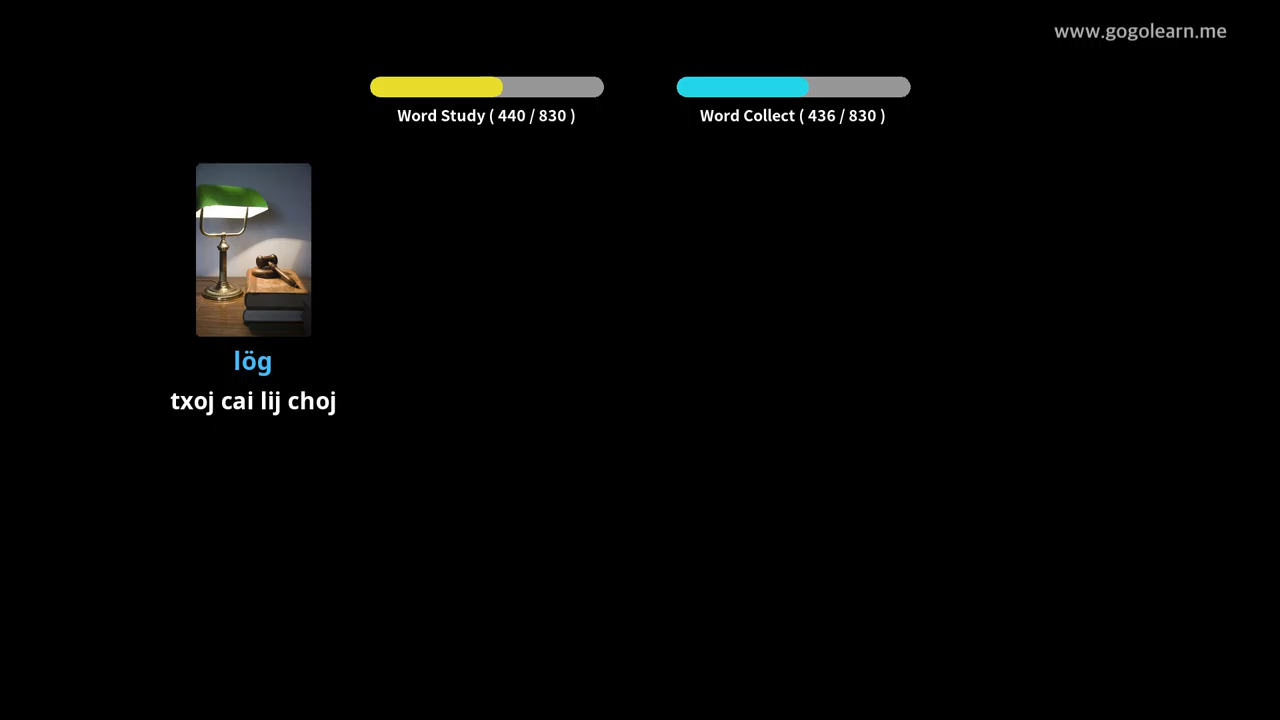 www.gogolearn.me
Word Study ( 440 / 830 )
Word Collect ( 436 / 830 )
lög
txoj cai lij choj